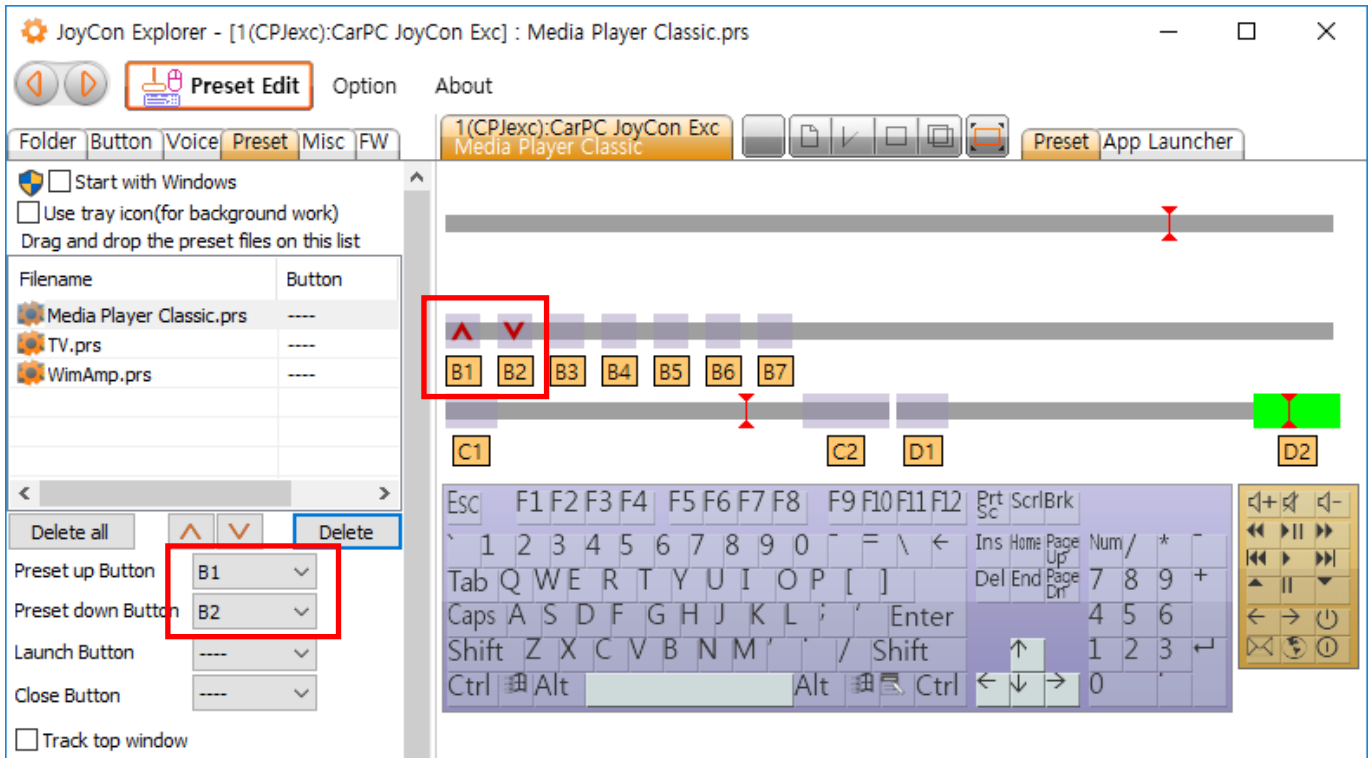 JoyCon Explorer - [1(CPJexc):CarPC JoyCon Exc] : Media Player Classic.prs
Preset Edit Option About
Folder Button Voice Preset Misc FW
1(CPJexc):CarPC JoyCon Exc
Media Player Classic
Preset App Launcher
Start with Windows
Use tray icon(for background work)
Drag and drop the preset files on this list
Filename Button
Media Player Classic.prs ----
TV.prs ----
WimAmp.prs ----
Delete all Delete
Preset up Button B1
Preset down Button B2
Launch Button ----
Close Button ----
Track top window
B1 B2 B3 B4 B5 B6 B7
C1 C2 D1 D2
Esc F1 F2 F3 F4 F5 F6 F7 F8 F9 F10 F11 F12 Prt Sc Scrl Brk
` 1 2 3 4 5 6 7 8 9 0 - = \ ← Ins Home Page Up Num / * -
Tab Q W E R T Y U I O P [ ] Del End Page Dn 7 8 9 +
Caps A S D F G H J K L ; ' Enter 4 5 6
Shift Z X C V B N M ' . / Shift ↑ 1 2 3 ↵
Ctrl Alt Alt Ctrl ← ↓ → 0 .